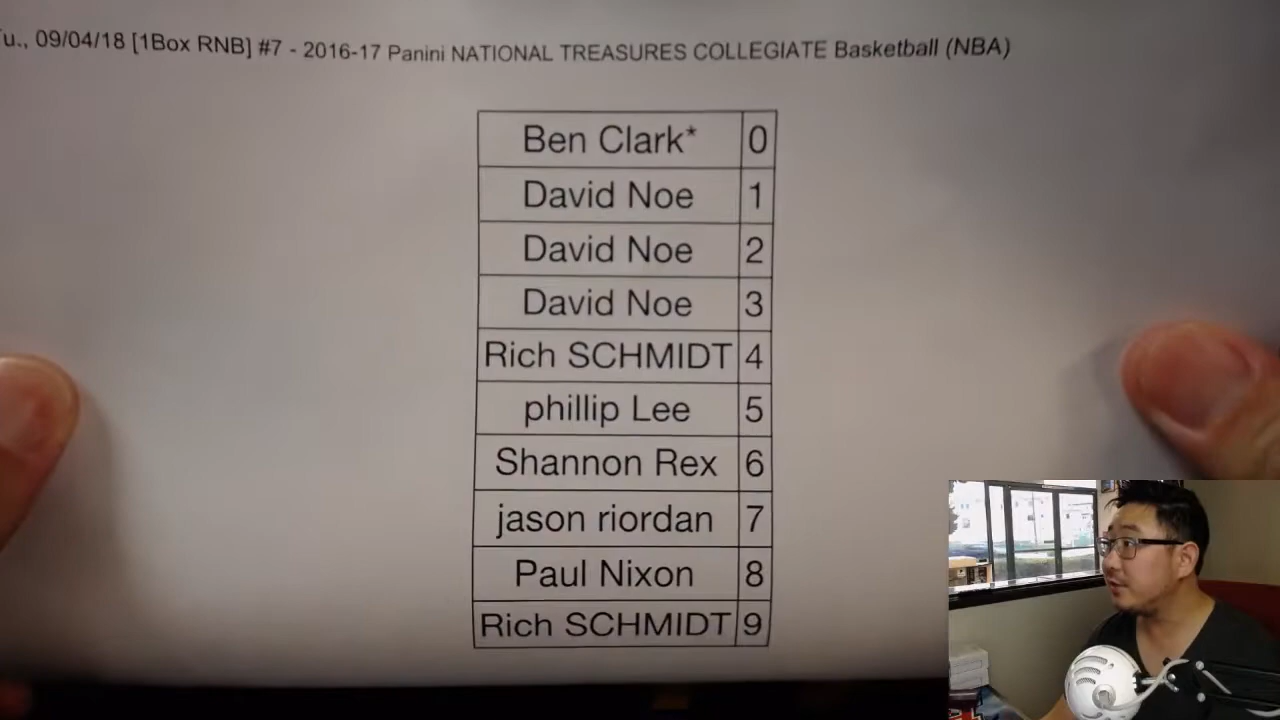 u., 09/04/18 [1Box RNB] #7 - 2016-17 Panini NATIONAL TREASURES COLLEGIATE Basketball (NBA)
Ben Clark* 0
David Noe 1
David Noe 2
David Noe 3
Rich SCHMIDT 4
phillip Lee 5
Shannon Rex 6
jason riordan 7
Paul Nixon 8
Rich SCHMIDT 9